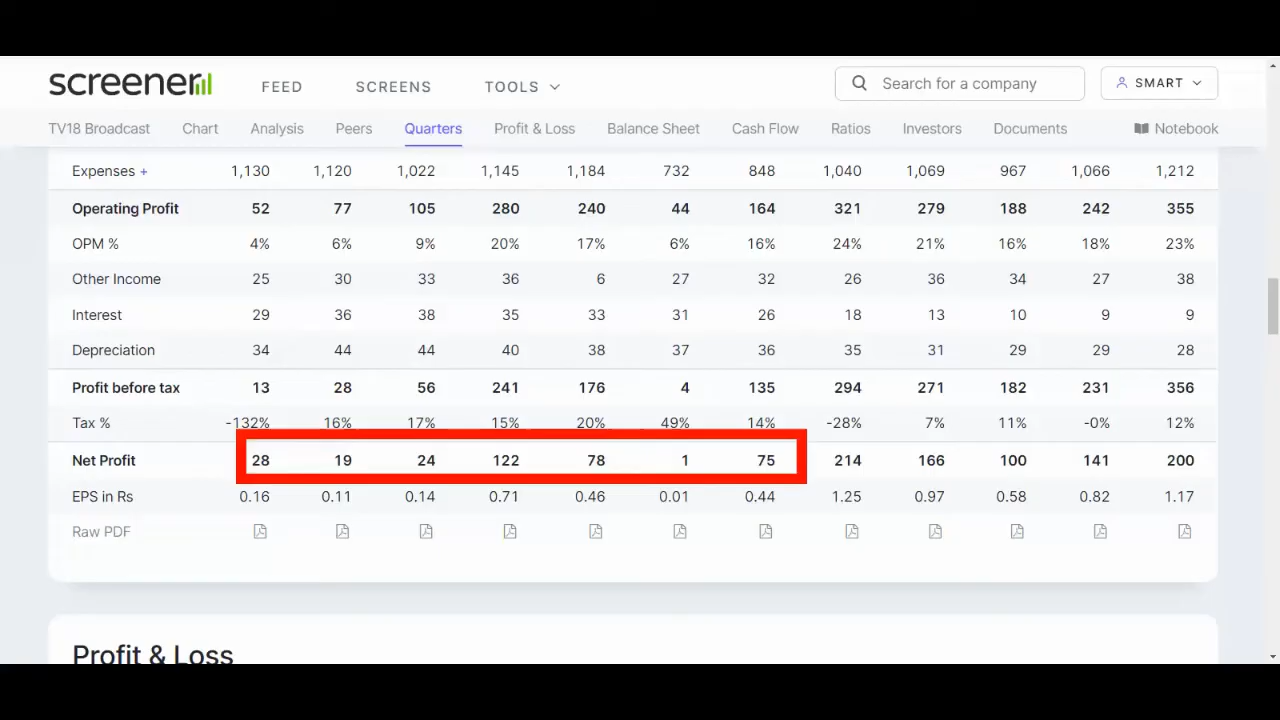 screener FEED SCREENS TOOLS Search for a company SMART
TV18 Broadcast Chart Analysis Peers Quarters Profit & Loss Balance Sheet Cash Flow Ratios Investors Documents Notebook
Expenses + 1,130 1,120 1,022 1,145 1,184 732 848 1,040 1,069 967 1,066 1,212
Operating Profit 52 77 105 280 240 44 164 321 279 188 242 355
OPM % 4% 6% 9% 20% 17% 6% 16% 24% 21% 16% 18% 23%
Other Income 25 30 33 36 6 27 32 26 36 34 27 38
Interest 29 36 38 35 33 31 26 18 13 10 9 9
Depreciation 34 44 44 40 38 37 36 35 31 29 29 28
Profit before tax 13 28 56 241 176 4 135 294 271 182 231 356
Tax % -132% 16% 17% 15% 20% 49% 14% -28% 7% 11% -0% 12%
Net Profit 28 19 24 122 78 1 75 214 166 100 141 200
EPS in Rs 0.16 0.11 0.14 0.71 0.46 0.01 0.44 1.25 0.97 0.58 0.82 1.17
Raw PDF
Profit & Loss